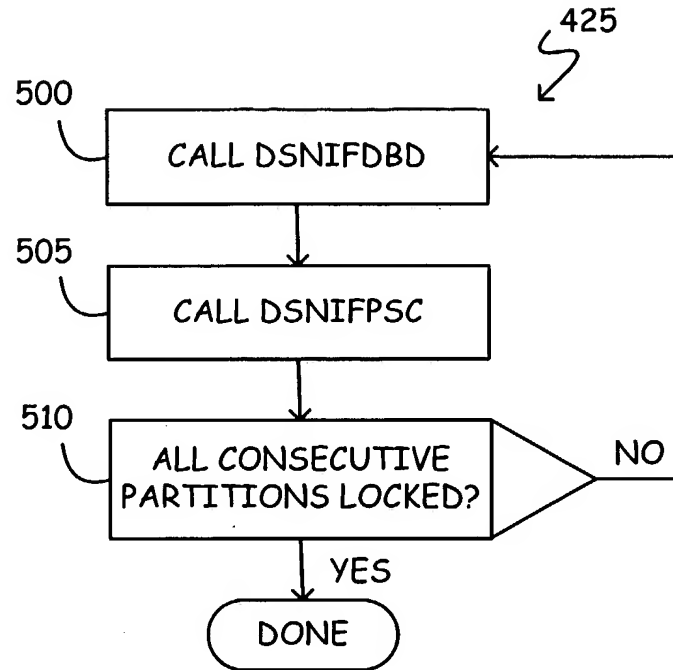 425
500
CALL DSNIFDBD
505
CALL DSNIFPSC
510
ALL CONSECUTIVE
PARTITIONS LOCKED?
NO
YES
DONE